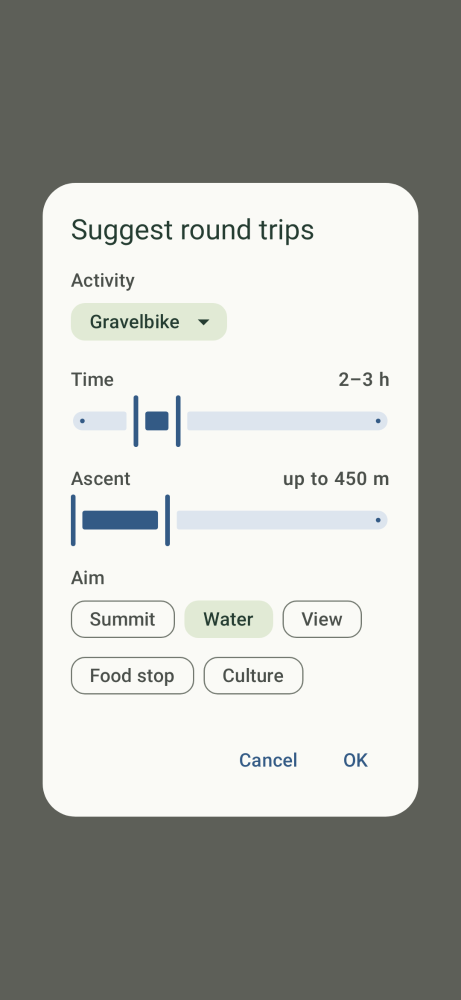 Suggest round trips
Activity
Gravelbike
Time 2–3 h
Ascent up to 450 m
Aim
Summit Water View
Food stop Culture
Cancel OK